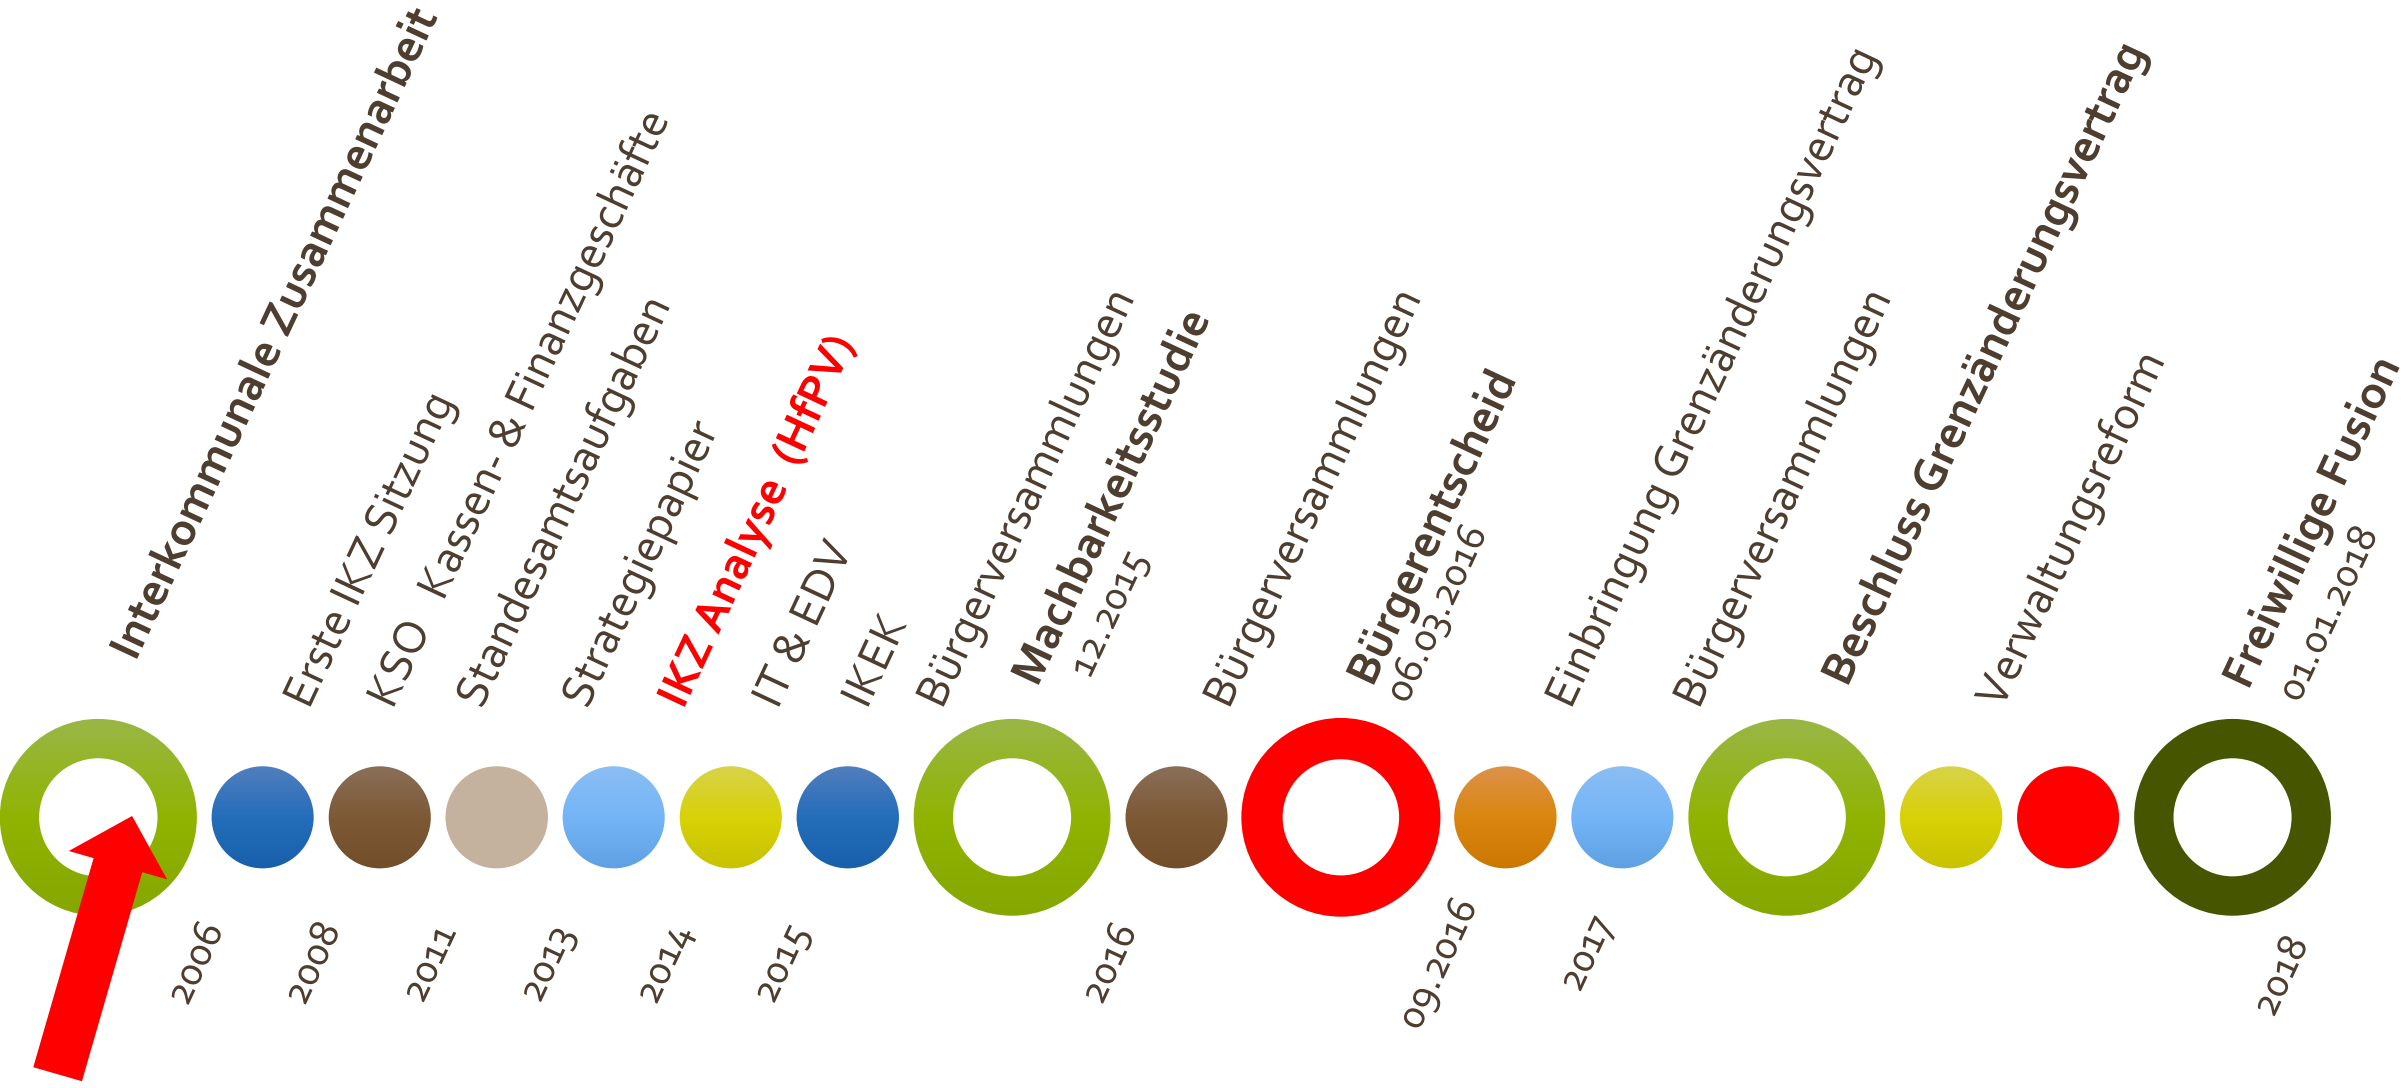 Interkommunale Zusammenarbeit
Erste IKZ Sitzung
KSO Kassen- & Finanzgeschäfte
Standesamtsaufgaben
Strategiepapier
IKZ Analyse (HfPV)
IT & EDV
IKEK
Bürgerversammlungen
Machbarkeitsstudie
12.2015
Bürgerversammlungen
Bürgerentscheid
06.03.2016
Einbringung Grenzänderungsvertrag
Bürgerversammlungen
Beschluss Grenzänderungsvertrag
Verwaltungsreform
Freiwillige Fusion
01.01.2018
2006
2008
2011
2013
2014
2015
2016
09.2016
2017
2018